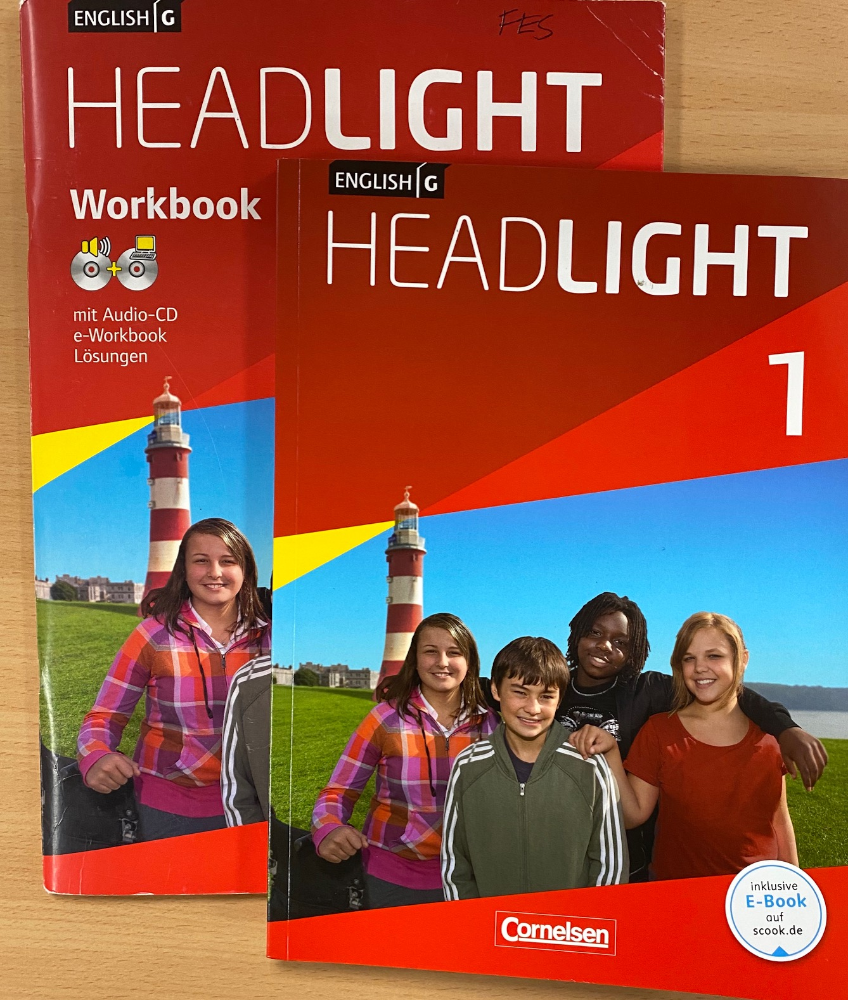 ENGLISH G
FES
HEADLIGHT
Workbook
mit Audio-CD
e-Workbook
Lösungen
ENGLISH G
HEADLIGHT
1
Cornelsen
inklusive
E-Book
auf
scook.de